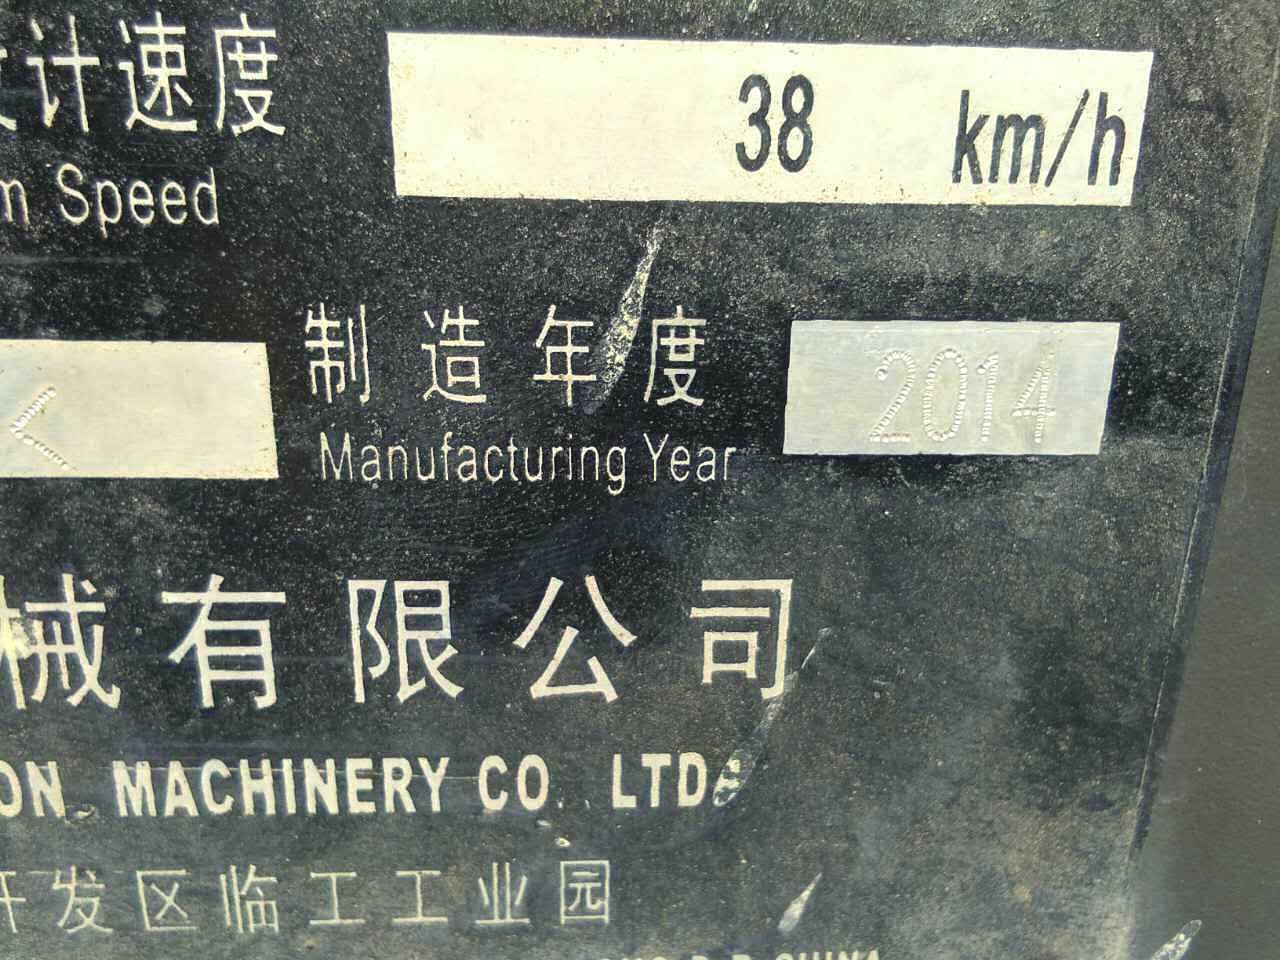 计速度 38 km/h
Speed
制造年度 2014
Manufacturing Year
械有限公司
MACHINERY CO LTD
开发区临工工业园
CHINA